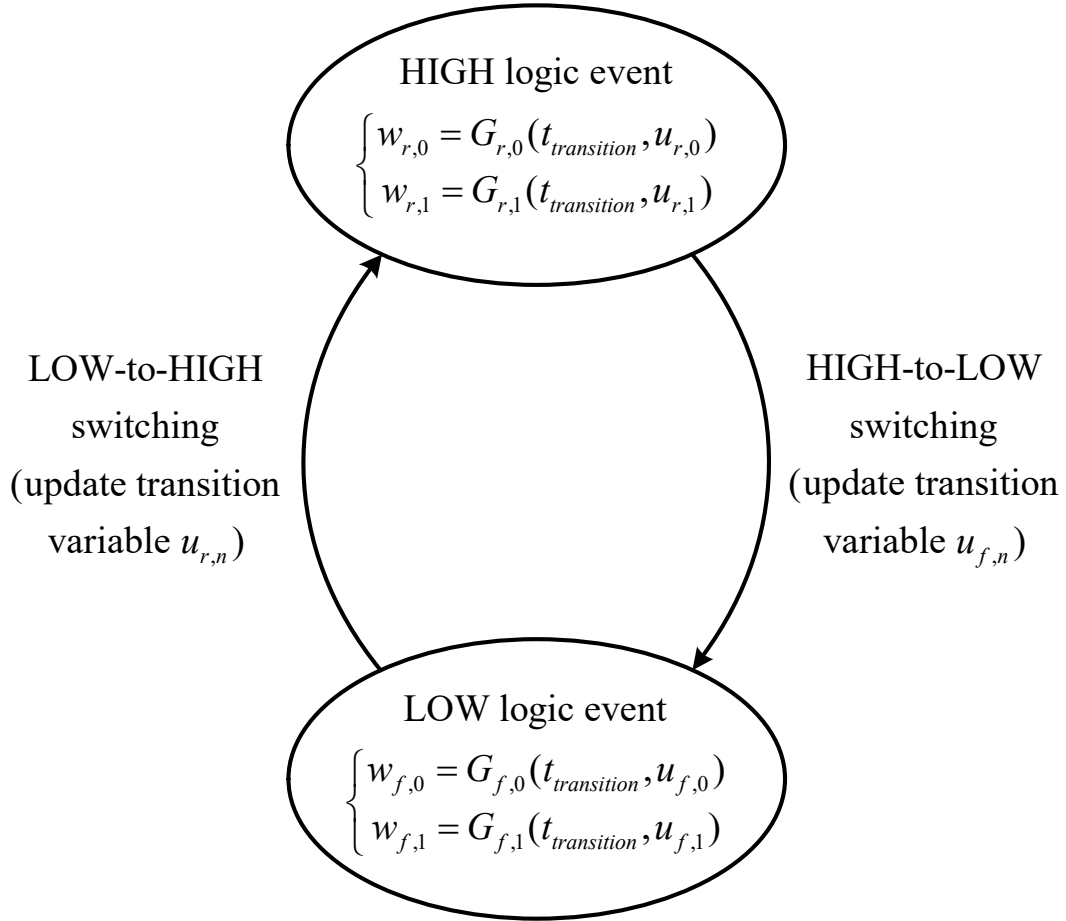 HIGH logic event
w_{r,0} = G_{r,0}(t_{transition}, u_{r,0})
w_{r,1} = G_{r,1}(t_{transition}, u_{r,1})
LOW-to-HIGH
switching
(update transition
variable u_{r,n})
HIGH-to-LOW
switching
(update transition
variable u_{f,n})
LOW logic event
w_{f,0} = G_{f,0}(t_{transition}, u_{f,0})
w_{f,1} = G_{f,1}(t_{transition}, u_{f,1})